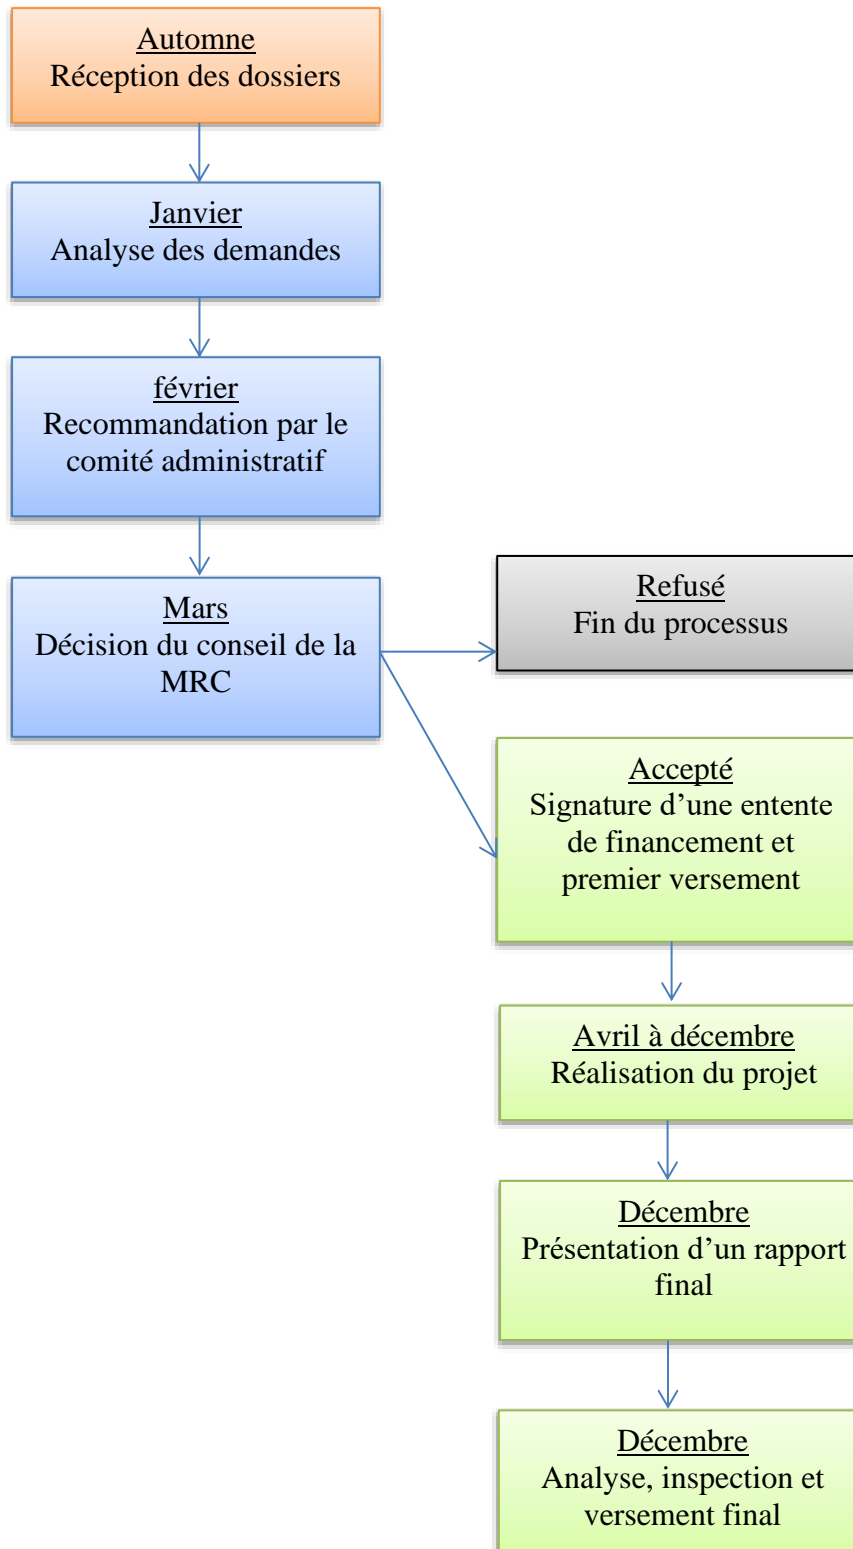 Automne
Réception des dossiers
Janvier
Analyse des demandes
février
Recommandation par le
comité administratif
Mars
Décision du conseil de la
MRC
Refusé
Fin du processus
Accepté
Signature d’une entente
de financement et
premier versement
Avril à décembre
Réalisation du projet
Décembre
Présentation d’un rapport
final
Décembre
Analyse, inspection et
versement final